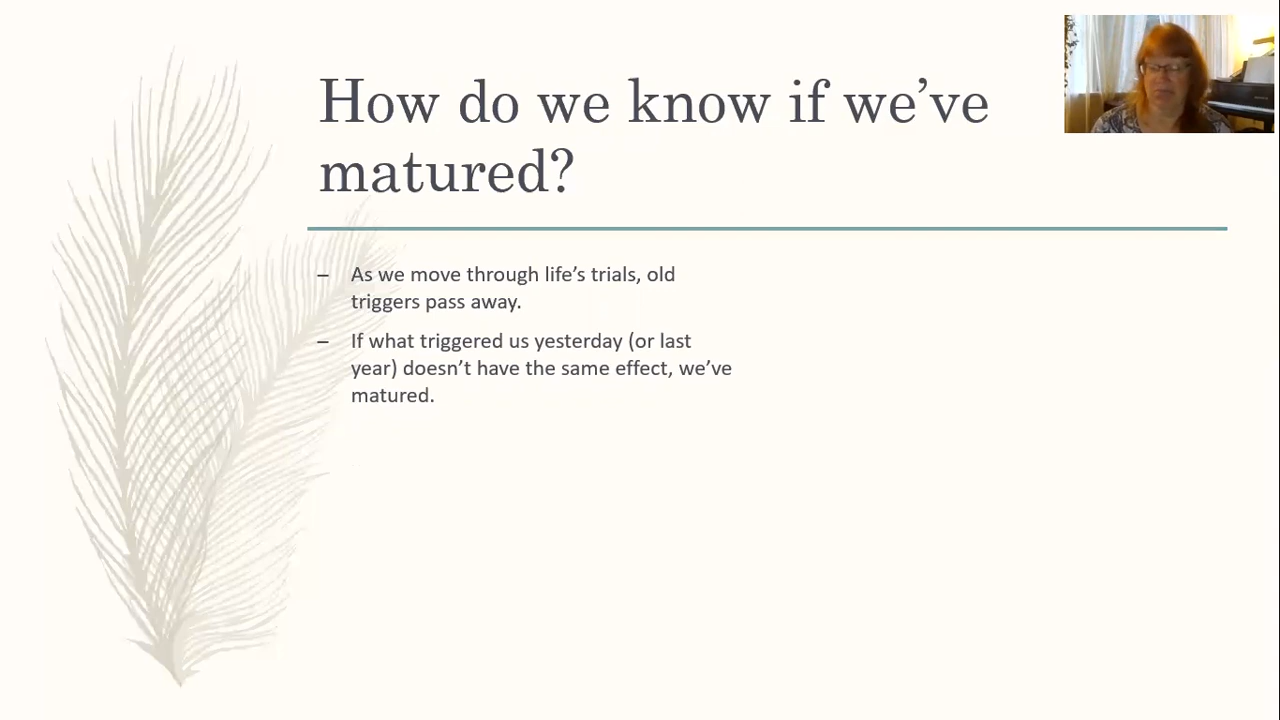 How do we know if we’ve
matured?
– As we move through life’s trials, old
triggers pass away.
– If what triggered us yesterday (or last
year) doesn’t have the same effect, we’ve
matured.